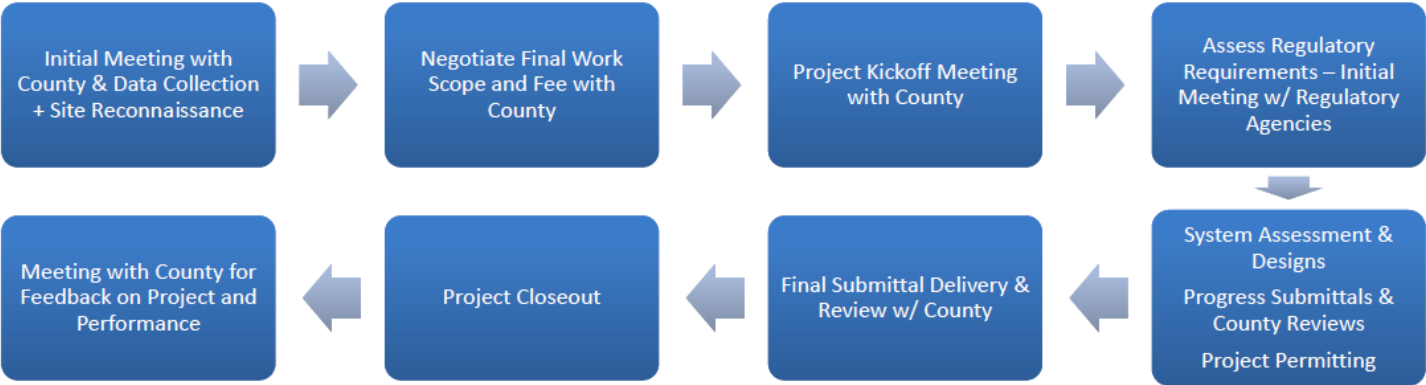 Initial Meeting with
County & Data Collection
+ Site Reconnaissance
Negotiate Final Work
Scope and Fee with
County
Project Kickoff Meeting
with County
Assess Regulatory
Requirements – Initial
Meeting w/ Regulatory
Agencies
System Assessment &
Designs
Progress Submittals &
County Reviews
Project Permitting
Final Submittal Delivery &
Review w/ County
Project Closeout
Meeting with County for
Feedback on Project and
Performance